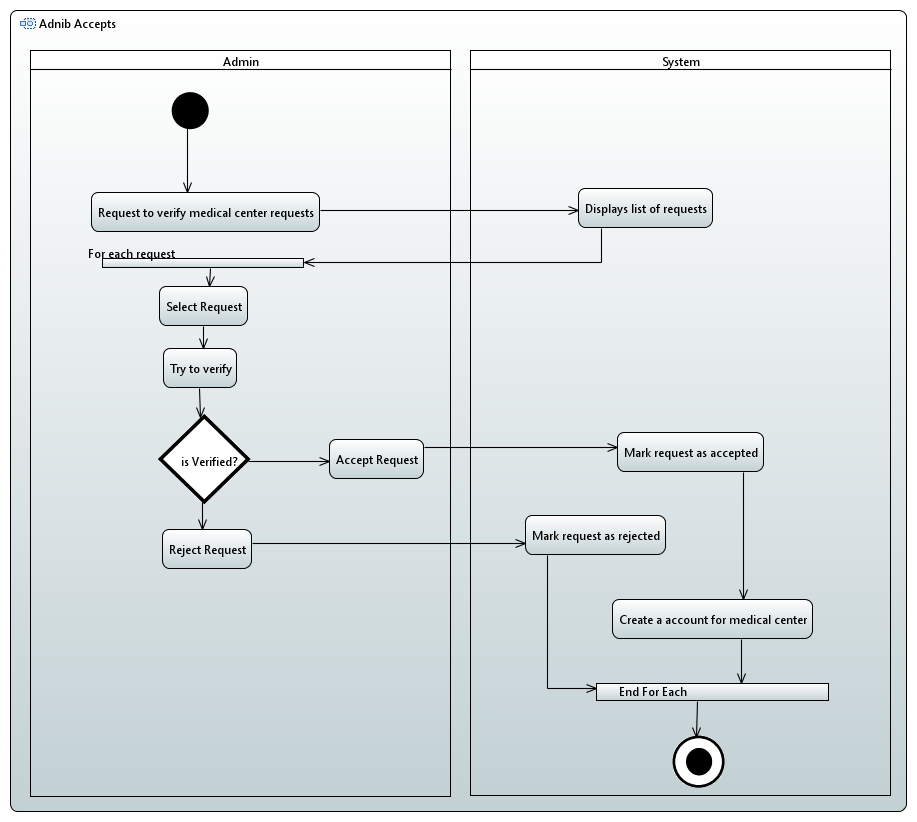 Adnib Accepts
Admin
System
Request to verify medical center requests
Displays list of requests
For each request
Select Request
Try to verify
is Verified?
Accept Request
Mark request as accepted
Reject Request
Mark request as rejected
Create a account for medical center
End For Each